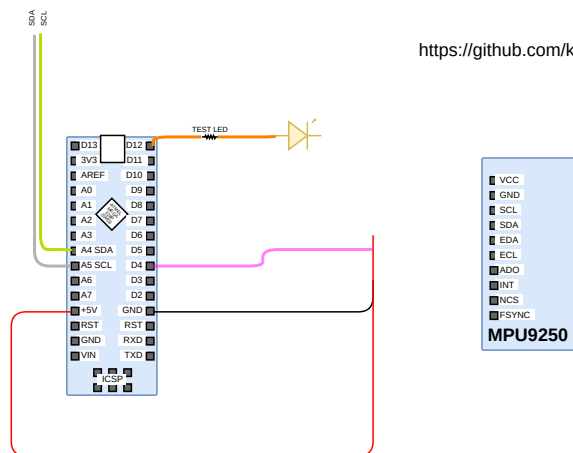 SDA
SCL
https://github.com/k
TEST LED
D13 D12
3V3 D11
AREF D10
A0 D9
A1 D8
A2 D7
A3 D6
A4 SDA D5
A5 SCL D4
A6 D3
A7 D2
+5V GND
RST RST
GND RXD
VIN TXD
ICSP
VCC
GND
SCL
SDA
EDA
ECL
ADO
INT
NCS
FSYNC
MPU9250